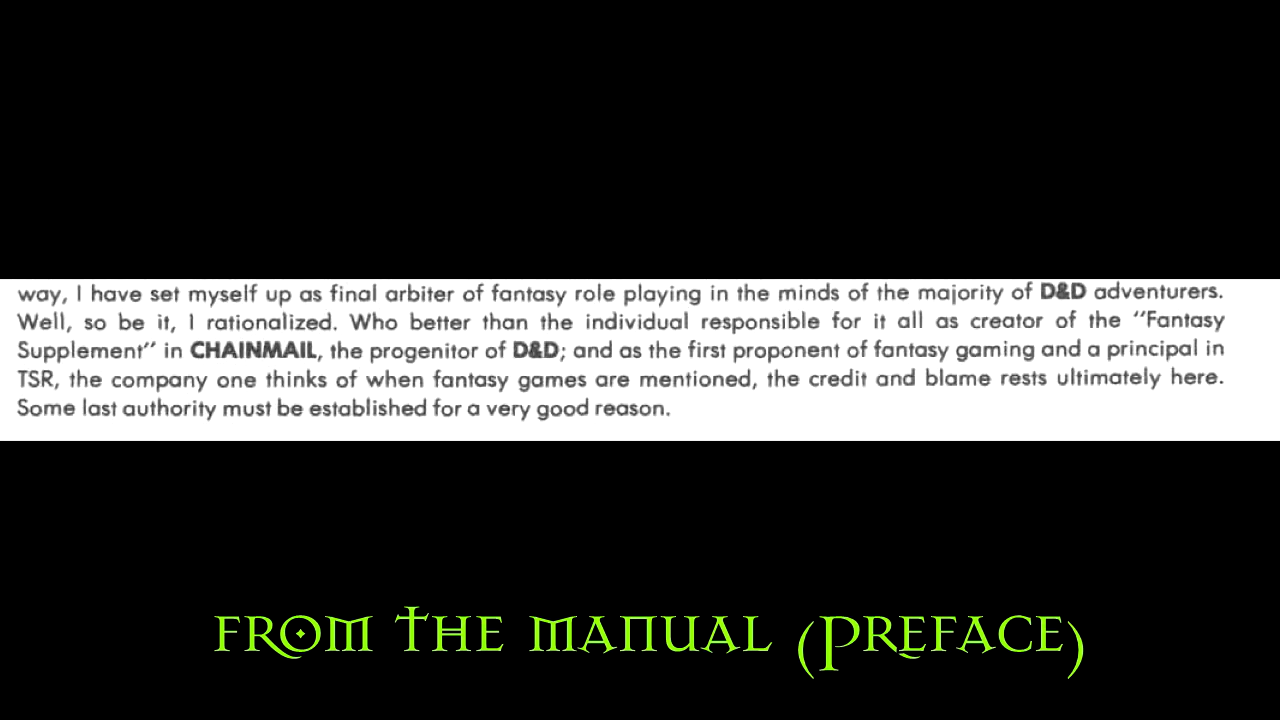 way, I have set myself up as final arbiter of fantasy role playing in the minds of the majority of D&D adventurers.
Well, so be it, I rationalized. Who better than the individual responsible for it all as creator of the "Fantasy
Supplement" in CHAINMAIL, the progenitor of D&D; and as the first proponent of fantasy gaming and a principal in
TSR, the company one thinks of when fantasy games are mentioned, the credit and blame rests ultimately here.
Some last authority must be established for a very good reason.
FROM THE MANUAL (PREFACE)